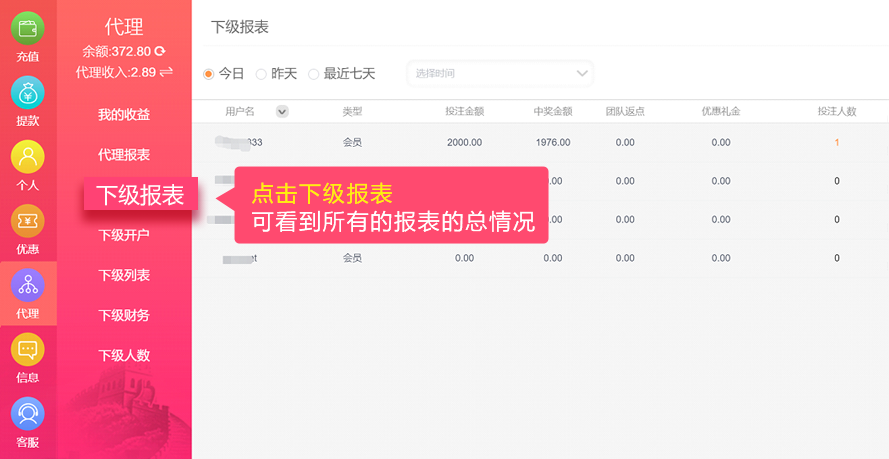 充值
提款
个人
优惠
代理
信息
客服
代理
余额:372.80
代理收入:2.89
我的收益
代理报表
下级报表
下级开户
下级列表
下级财务
下级人数
下级报表
今日 昨天 最近七天 选择时间
用户名 类型 投注金额 中奖金额 团队返点 优惠礼金 投注人数
333 会员 2000.00 1976.00 0.00 0.00 1
0.00 0.00 0.00 0
0.00 0.00 0.00 0
会员 0.00 0.00 0.00 0.00 0
点击下级报表
可看到所有的报表的总情况